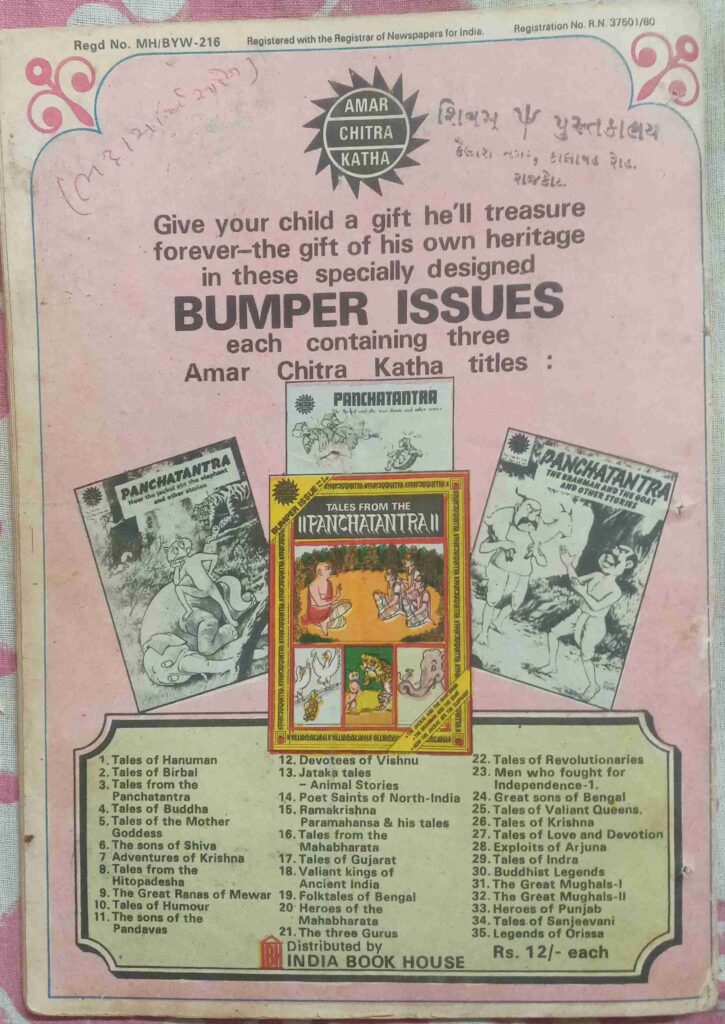 Regd No. MH/BYW-216
Registered with the Registrar of Newspapers for India.
Registration No. R.N. 37501/80
AMAR
CHITRA
KATHA
શિવમ્ પુસ્તકાલય
કૈલાસ નગર, કાલાવડ રોડ.
રાજકોટ.
Give your child a gift he'll treasure
forever–the gift of his own heritage
in these specially designed
BUMPER ISSUES
each containing three
Amar Chitra Katha titles :
PANCHATANTRA
PANCHATANTRA
How the jackal ate the elephant
and other stories
PANCHATANTRA
THE BRAHMAN AND THE GOAT
AND OTHER STORIES
BUMPER ISSUE
TALES FROM THE
PANCHATANTRA
1. Tales of Hanuman
2. Tales of Birbal
3. Tales from the
Panchatantra
4. Tales of Buddha
5. Tales of the Mother
Goddess
6. The sons of Shiva
7 Adventures of Krishna
8. Tales from the
Hitopadesha
9. The Great Ranas of Mewar
10. Tales of Humour
11. The sons of the
Pandavas
12. Devotees of Vishnu
13. Jataka tales
– Animal Stories
14. Poet Saints of North-India
15. Ramakrishna
Paramahansa & his tales
16. Tales from the
Mahabharata
17. Tales of Gujarat
18. Valiant kings of
Ancient India
19. Folktales of Bengal
20 Heroes of the
Mahabharata
21. The three Gurus
22. Tales of Revolutionaries
23. Men who fought for
Independence-1.
24. Great sons of Bengal
25. Tales of Valiant Queens.
26. Tales of Krishna
27. Tales of Love and Devotion
28. Exploits of Arjuna
29. Tales of Indra
30. Buddhist Legends
31. The Great Mughals-I
32. The Great Mughals-II
33. Heroes of Punjab
34. Tales of Sanjeevani
35. Legends of Orissa
IBH
Distributed by
INDIA BOOK HOUSE
Rs. 12/- each